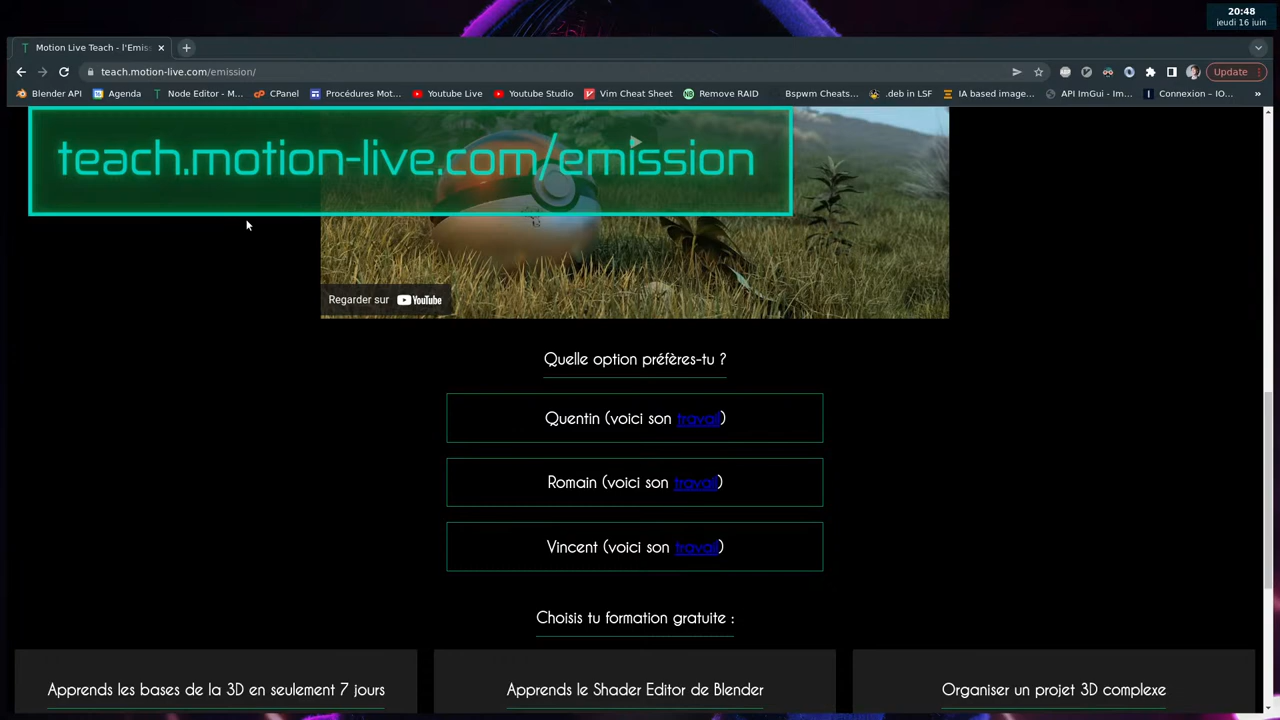 20:48
jeudi 16 juin
Motion Live Teach - l'Emiss
teach.motion-live.com/emission/
Update
Blender API
Agenda
Node Editor - M...
CPanel
Procédures Mot...
Youtube Live
Youtube Studio
Vim Cheat Sheet
Remove RAID
Bspwm Cheats...
.deb in LSF
IA based image...
API ImGui - Im...
Connexion – IO...
»
teach.motion-live.com/emission
Regarder sur YouTube
Quelle option préfères-tu ?
Quentin (voici son travail)
Romain (voici son travail)
Vincent (voici son travail)
Choisis tu formation gratuite :
Apprends les bases de la 3D en seulement 7 jours
Apprends le Shader Editor de Blender
Organiser un projet 3D complexe